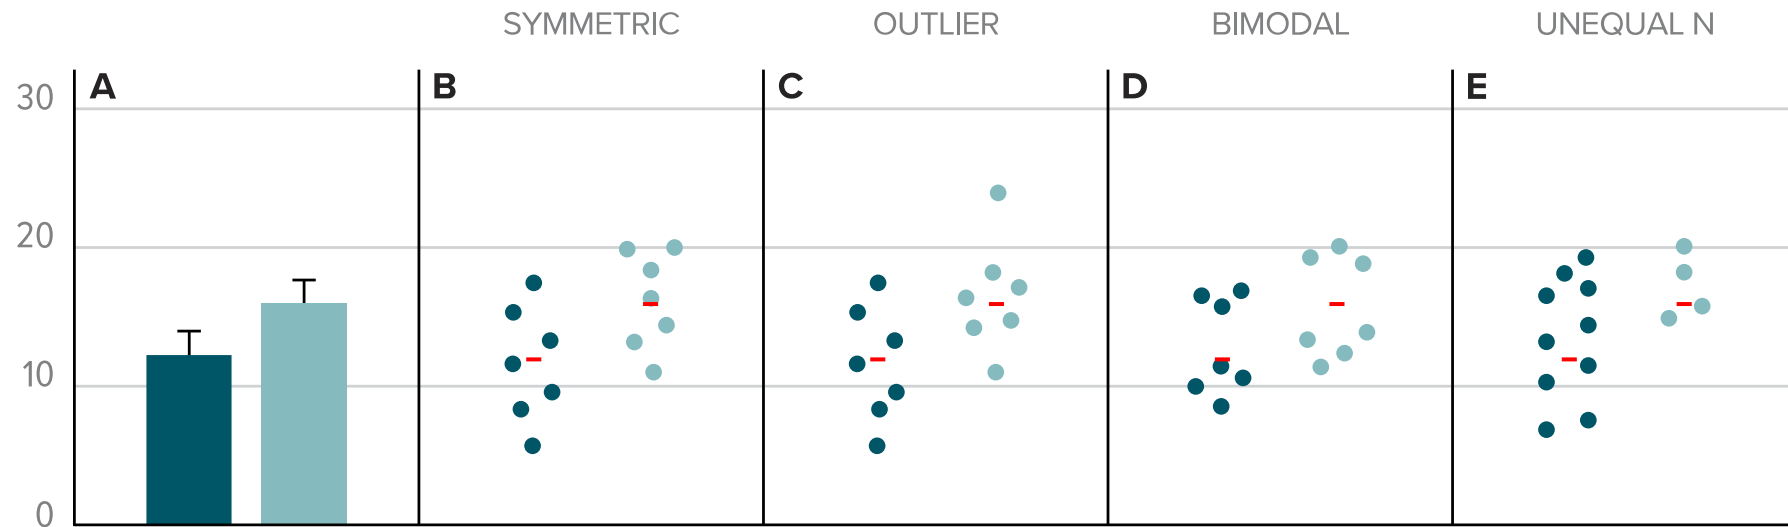 SYMMETRIC
OUTLIER
BIMODAL
UNEQUAL N
A
B
C
D
E
30
20
10
0